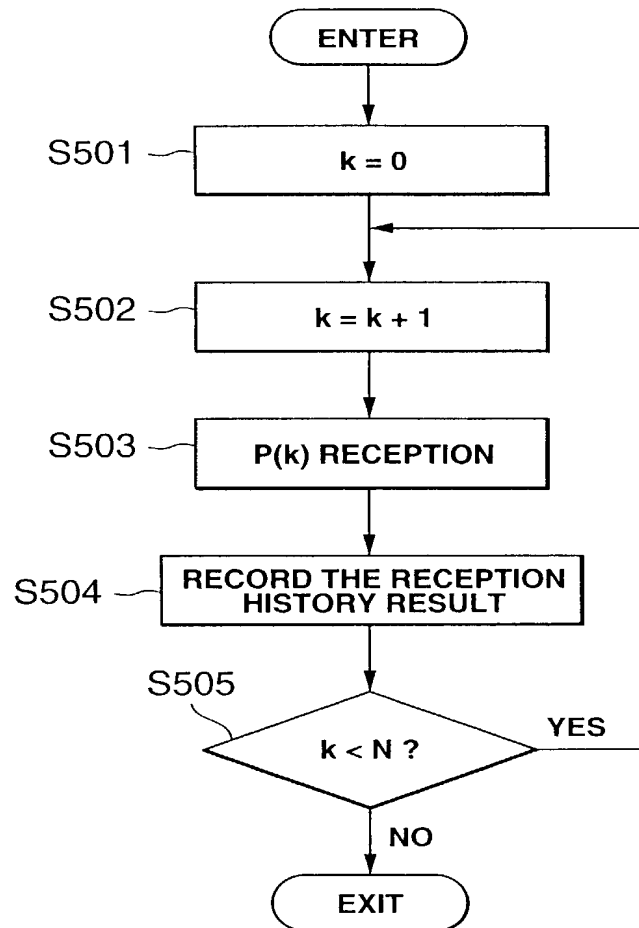 ENTER
S501
k = 0
S502
k = k + 1
S503
P(k) RECEPTION
S504
RECORD THE RECEPTION
HISTORY RESULT
S505
k < N ?
YES
NO
EXIT